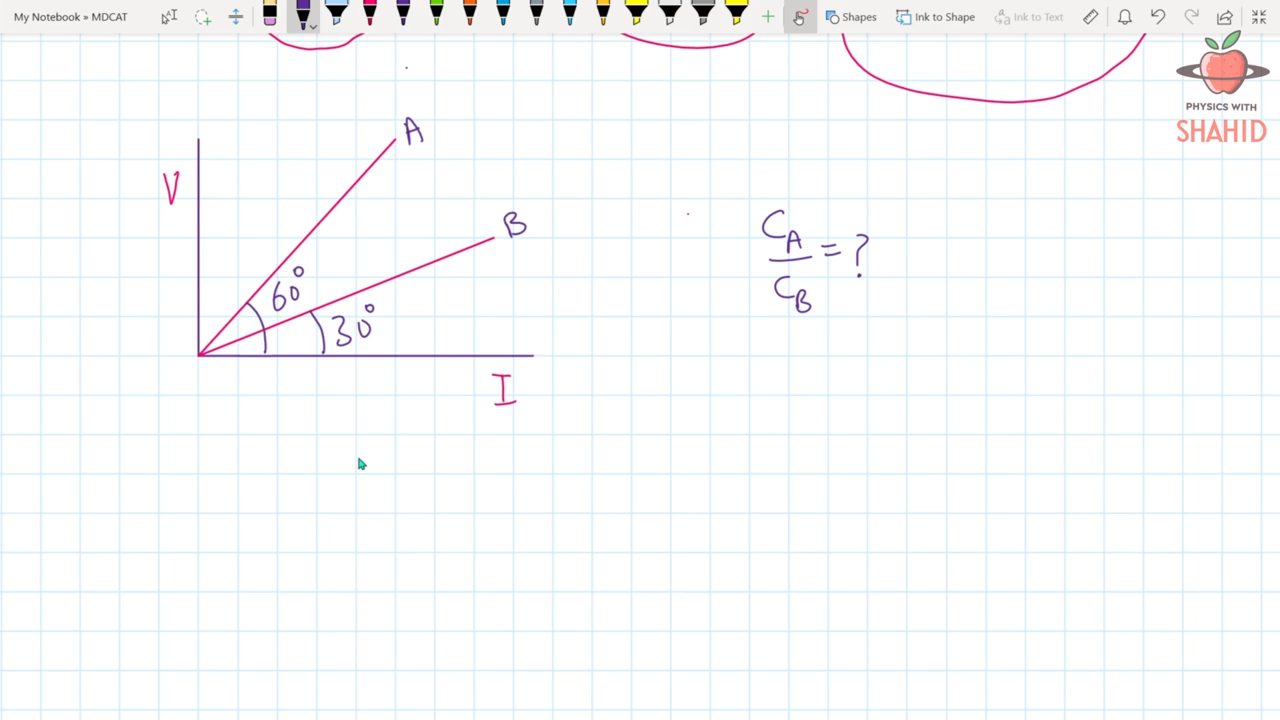 My Notebook » MDCAT
Shapes
Ink to Shape
Ink to Text
PHYSICS WITH
SHAHID
A
V
B
60°
30°
I
C_A / C_B = ?